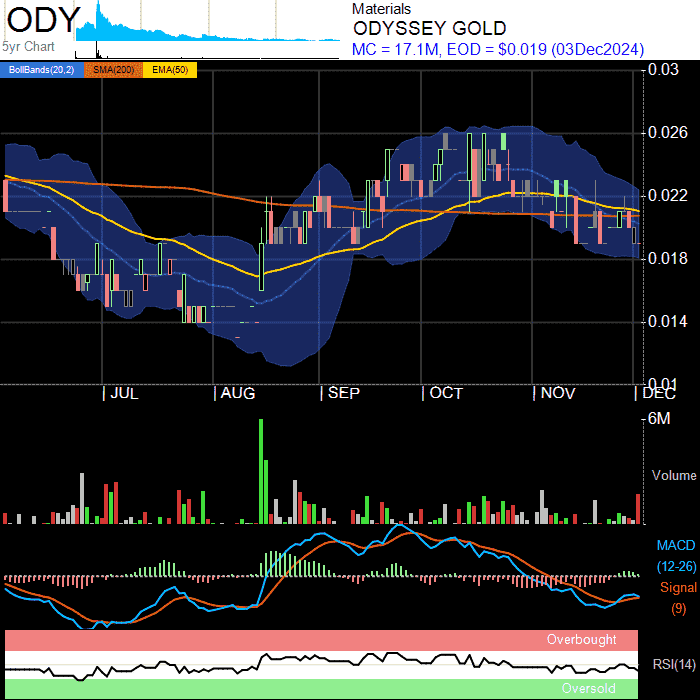 ODY
5yr Chart
Materials
ODYSSEY GOLD
MC = 17.1M, EOD = $0.019 (03Dec2024)
BollBands(20,2) SMA(200) EMA(50)
0.03
0.026
0.022
0.018
0.014
0.01
JUL AUG SEP OCT NOV DEC
6M
Volume
MACD
(12-26)
Signal
(9)
Overbought
RSI(14)
Oversold